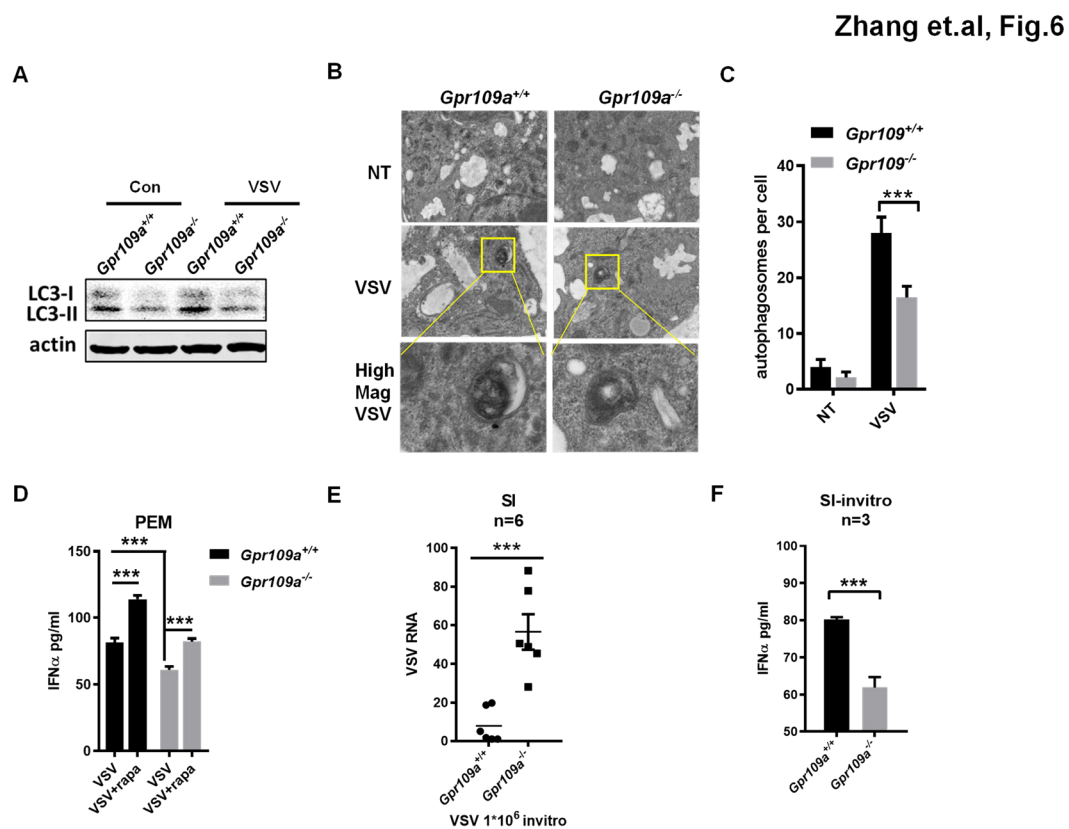 Zhang et.al, Fig.6
A
Con VSV
Gpr109a+/+ Gpr109a-/- Gpr109a+/+ Gpr109a-/-
LC3-I
LC3-II
actin
B
Gpr109a+/+ Gpr109a-/-
NT
VSV
High
Mag
VSV
C
Gpr109+/+
Gpr109-/-
autophagosomes per cell
40
30
20
10
0
NT VSV
***
D
PEM
Gpr109a+/+
Gpr109a-/-
IFNα pg/ml
150
100
50
0
***
***
***
VSV VSV+rapa VSV VSV+rapa
E
SI
n=6
***
VSV RNA
100
80
60
40
20
0
Gpr109a+/+ Gpr109a-/-
VSV 1*10^6 invitro
F
SI-invitro
n=3
***
IFNα pg/ml
100
90
80
70
60
50
Gpr109a+/+ Gpr109a-/-